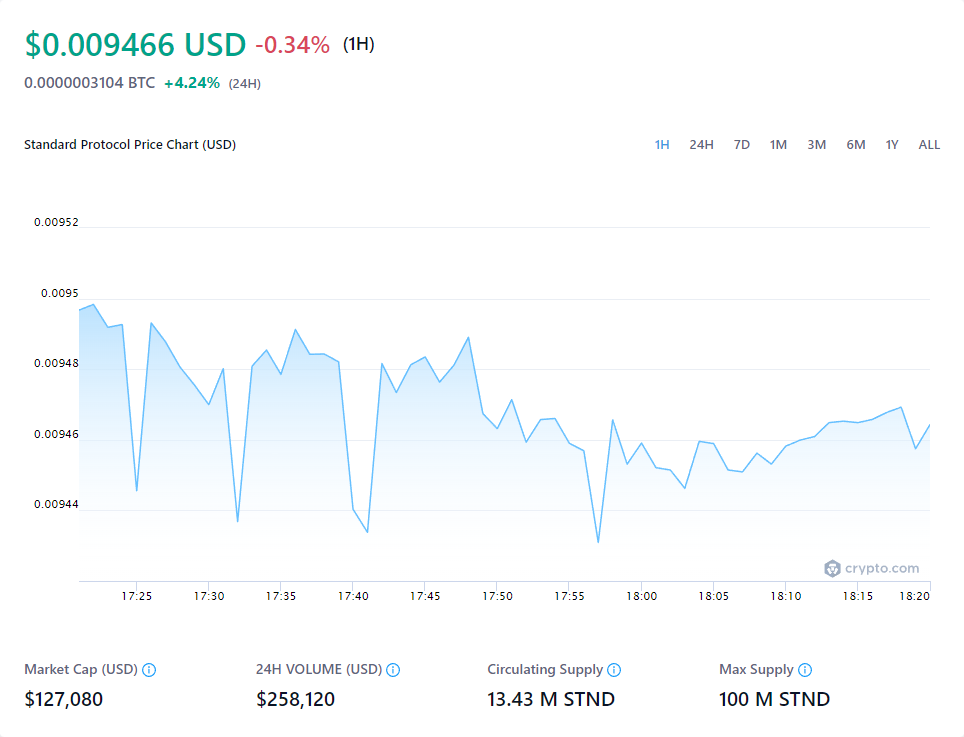 $0.009466 USD -0.34% (1H)
0.0000003104 BTC +4.24% (24H)
Standard Protocol Price Chart (USD) 1H 24H 7D 1M 3M 6M 1Y ALL
0.00952
0.0095
0.00948
0.00946
0.00944
crypto.com
17:25 17:30 17:35 17:40 17:45 17:50 17:55 18:00 18:05 18:10 18:15 18:20
Market Cap (USD) 24H VOLUME (USD) Circulating Supply Max Supply
$127,080 $258,120 13.43 M STND 100 M STND